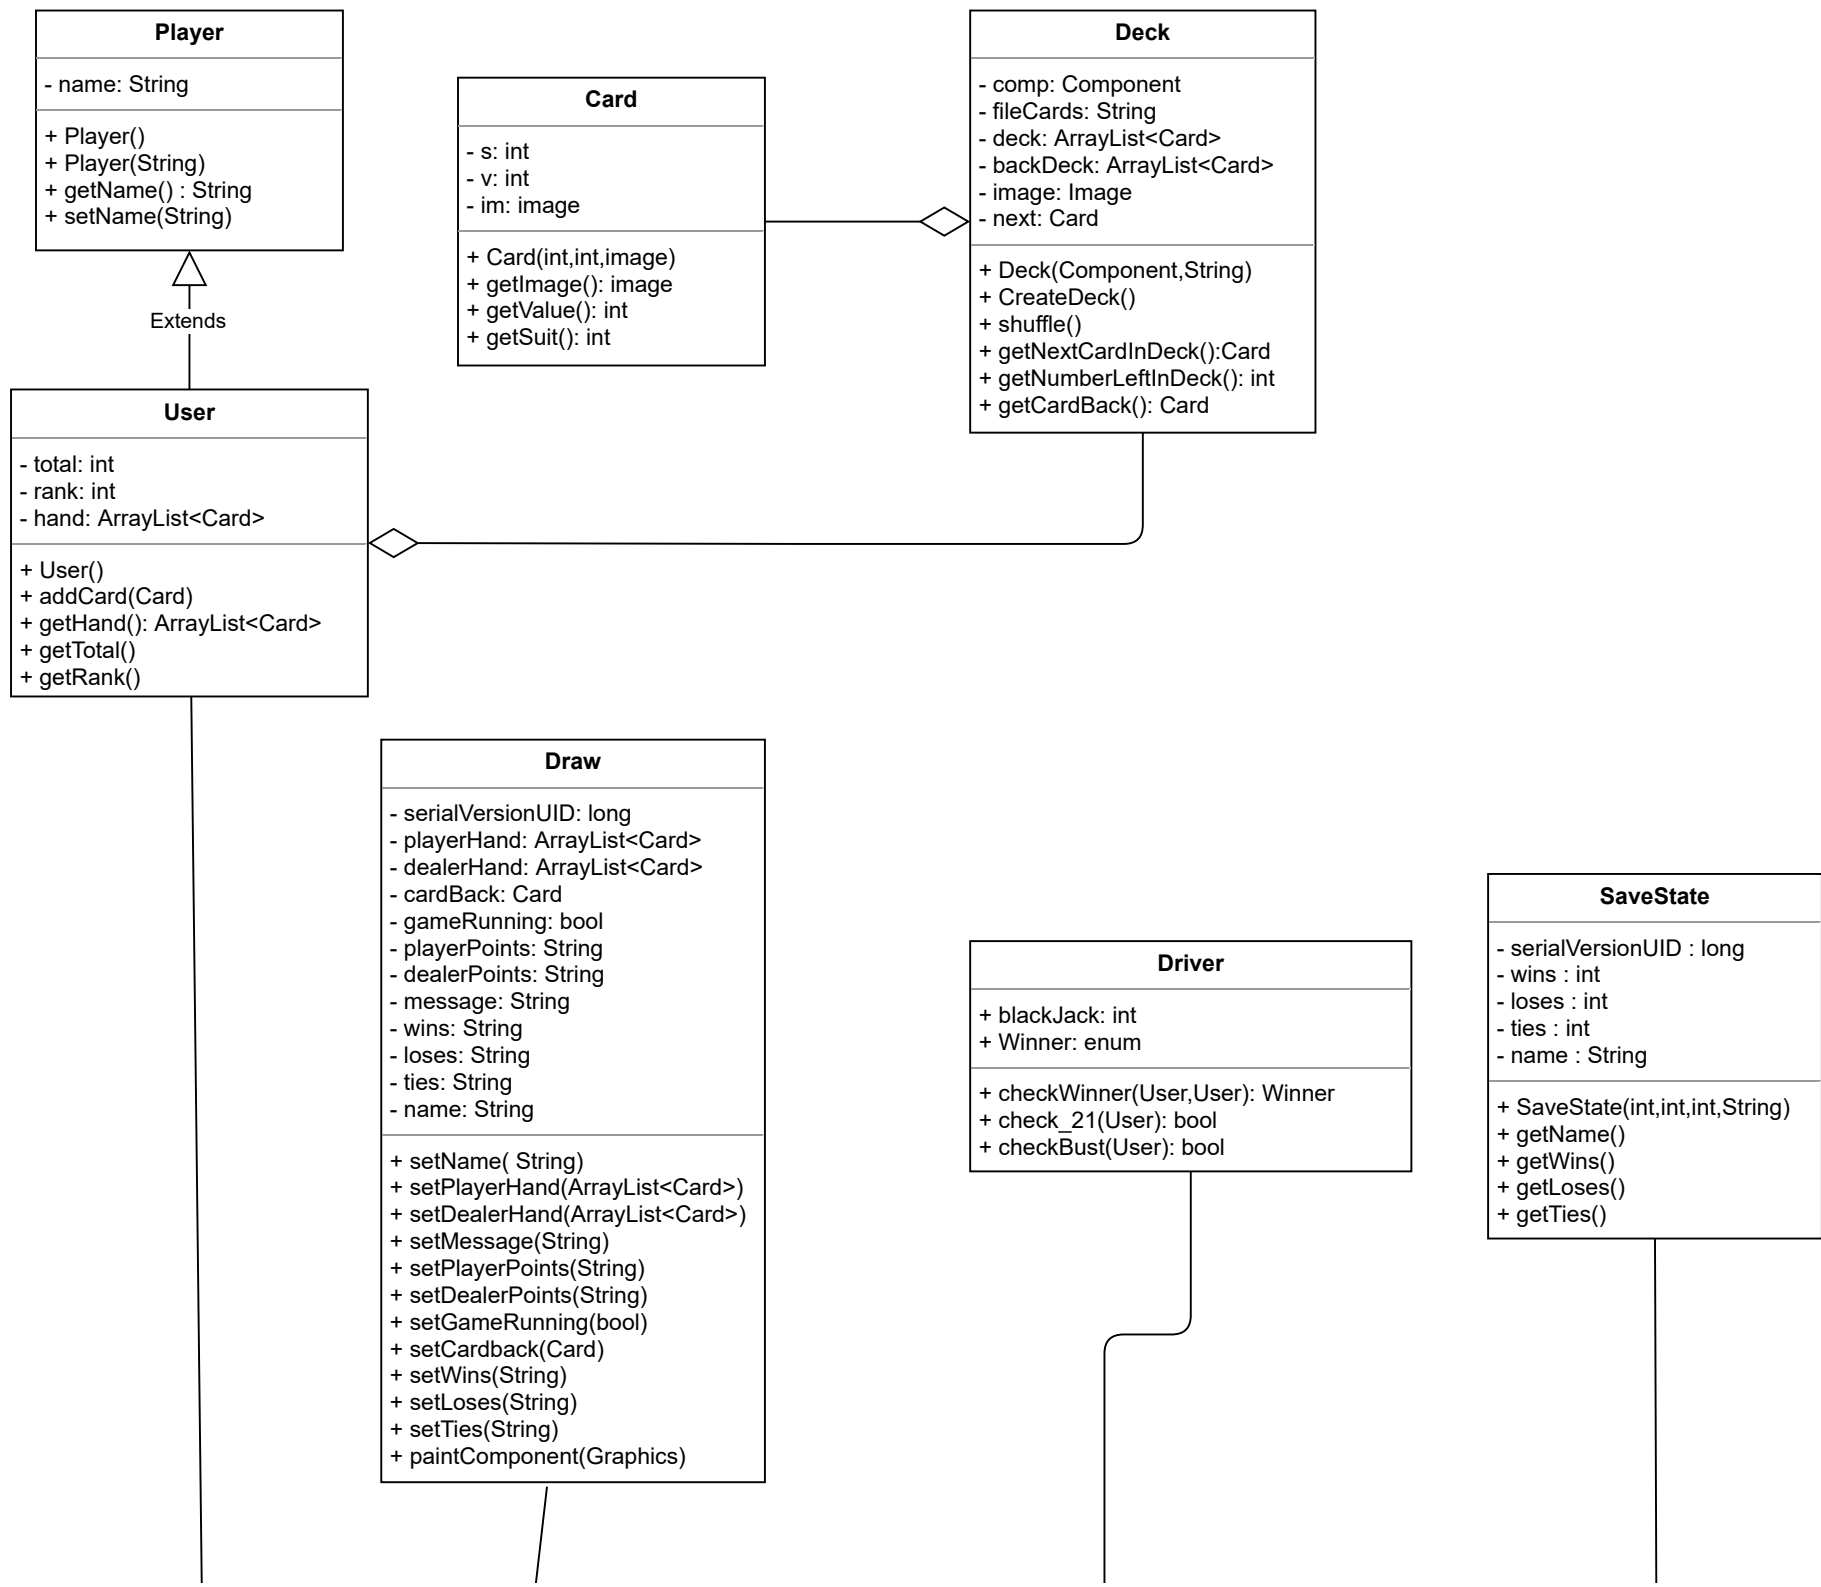 Player
- name: String
+ Player()
+ Player(String)
+ getName() : String
+ setName(String)
Extends
User
- total: int
- rank: int
- hand: ArrayList<Card>
+ User()
+ addCard(Card)
+ getHand(): ArrayList<Card>
+ getTotal()
+ getRank()
Card
- s: int
- v: int
- im: image
+ Card(int,int,image)
+ getImage(): image
+ getValue(): int
+ getSuit(): int
Deck
- comp: Component
- fileCards: String
- deck: ArrayList<Card>
- backDeck: ArrayList<Card>
- image: Image
- next: Card
+ Deck(Component,String)
+ CreateDeck()
+ shuffle()
+ getNextCardInDeck():Card
+ getNumberLeftInDeck(): int
+ getCardBack(): Card
Draw
- serialVersionUID: long
- playerHand: ArrayList<Card>
- dealerHand: ArrayList<Card>
- cardBack: Card
- gameRunning: bool
- playerPoints: String
- dealerPoints: String
- message: String
- wins: String
- loses: String
- ties: String
- name: String
+ setName( String)
+ setPlayerHand(ArrayList<Card>)
+ setDealerHand(ArrayList<Card>)
+ setMessage(String)
+ setPlayerPoints(String)
+ setDealerPoints(String)
+ setGameRunning(bool)
+ setCardback(Card)
+ setWins(String)
+ setLoses(String)
+ setTies(String)
+ paintComponent(Graphics)
Driver
+ blackJack: int
+ Winner: enum
+ checkWinner(User,User): Winner
+ check_21(User): bool
+ checkBust(User): bool
SaveState
- serialVersionUID : long
- wins : int
- loses : int
- ties : int
- name : String
+ SaveState(int,int,int,String)
+ getName()
+ getWins()
+ getLoses()
+ getTies()